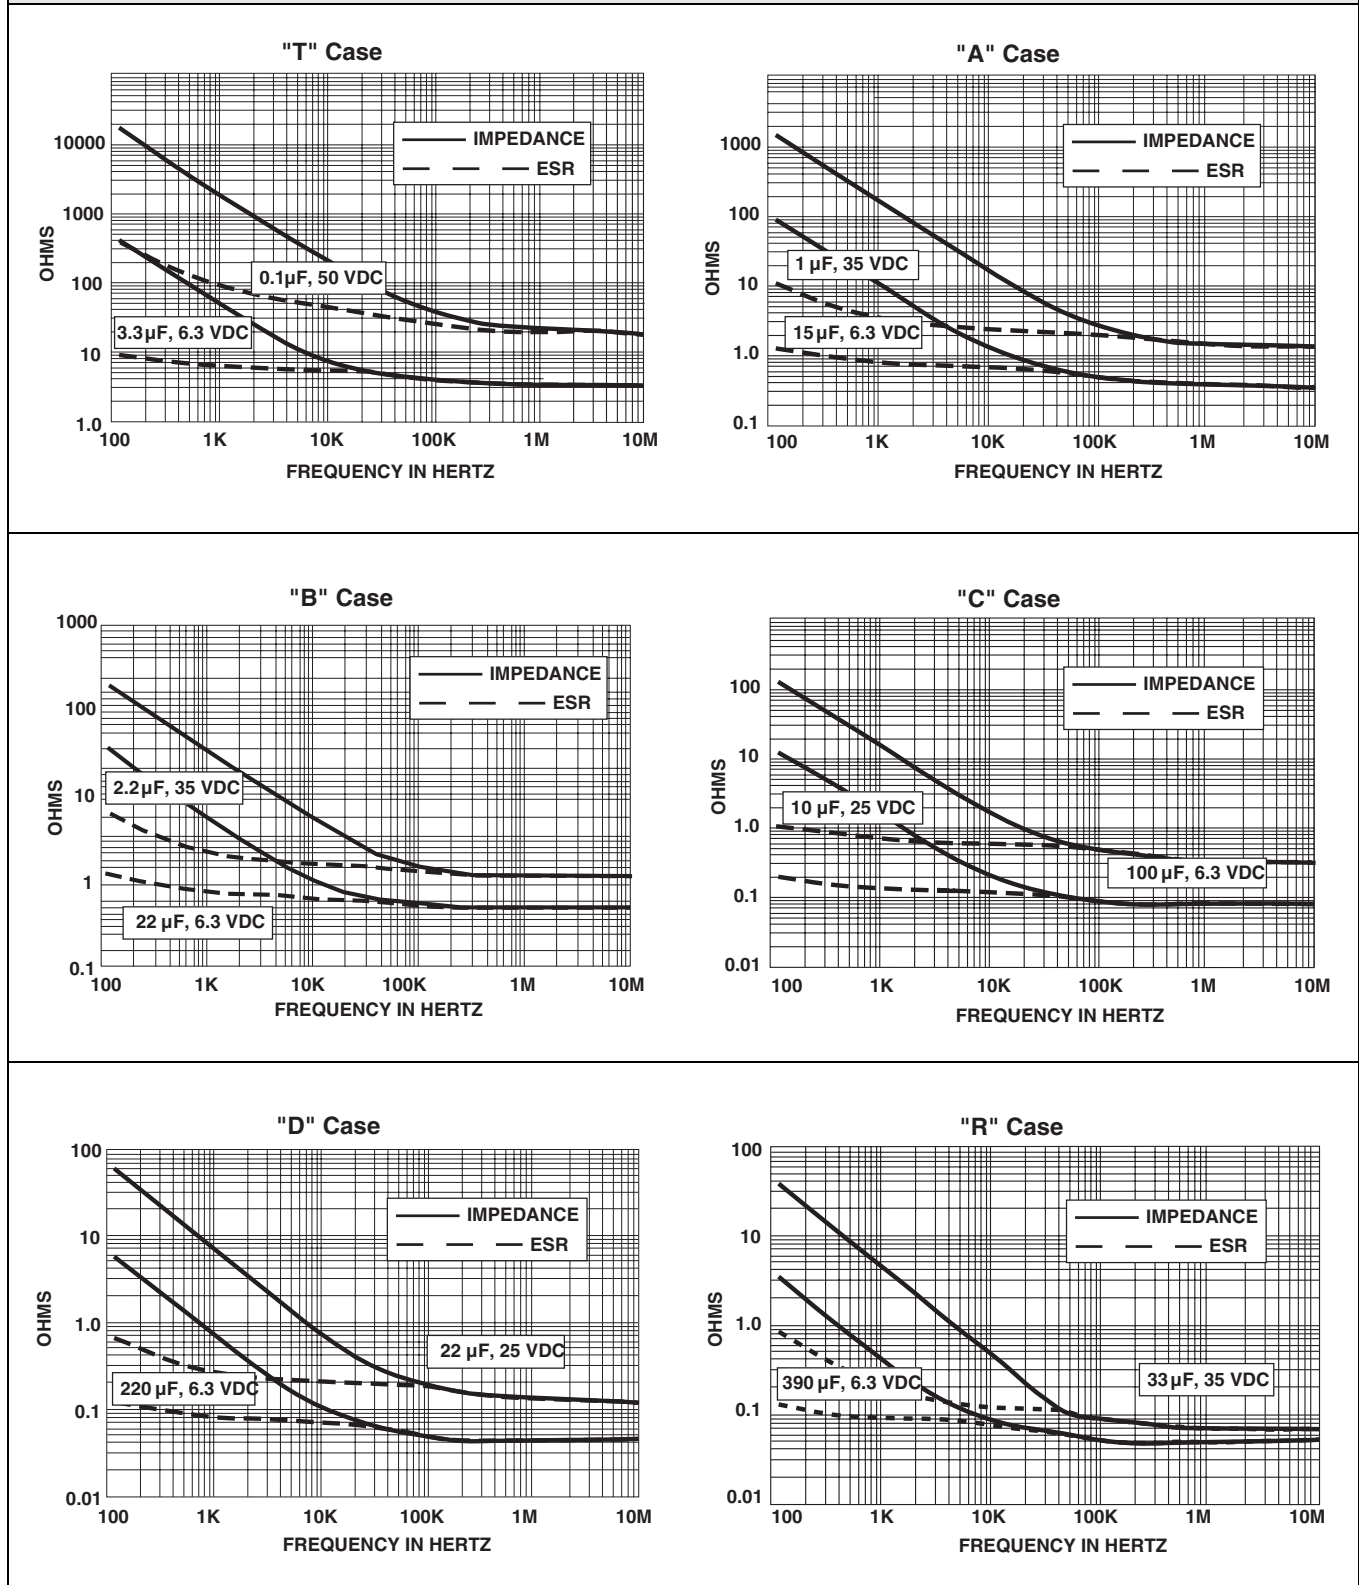 "T" Case
10000
1000
100
10
1.0
OHMS
IMPEDANCE
ESR
0.1µF, 50 VDC
3.3µF, 6.3 VDC
100 1K 10K 100K 1M 10M
FREQUENCY IN HERTZ
"A" Case
1000
100
10
1.0
0.1
OHMS
IMPEDANCE
ESR
1 µF, 35 VDC
15 µF, 6.3 VDC
100 1K 10K 100K 1M 10M
FREQUENCY IN HERTZ
"B" Case
1000
100
10
1
0.1
OHMS
IMPEDANCE
ESR
2.2 µF, 35 VDC
22 µF, 6.3 VDC
100 1K 10K 100K 1M 10M
FREQUENCY IN HERTZ
"C" Case
100
10
1.0
0.1
0.01
OHMS
IMPEDANCE
ESR
10 µF, 25 VDC
100 µF, 6.3 VDC
100 1K 10K 100K 1M 10M
FREQUENCY IN HERTZ
"D" Case
100
10
1.0
0.1
0.01
OHMS
IMPEDANCE
ESR
22 µF, 25 VDC
220 µF, 6.3 VDC
100 1K 10K 100K 1M 10M
FREQUENCY IN HERTZ
"R" Case
100
10
1.0
0.1
0.01
OHMS
IMPEDANCE
ESR
390 µF, 6.3 VDC
33 µF, 35 VDC
100 1K 10K 100K 1M 10M
FREQUENCY IN HERTZ